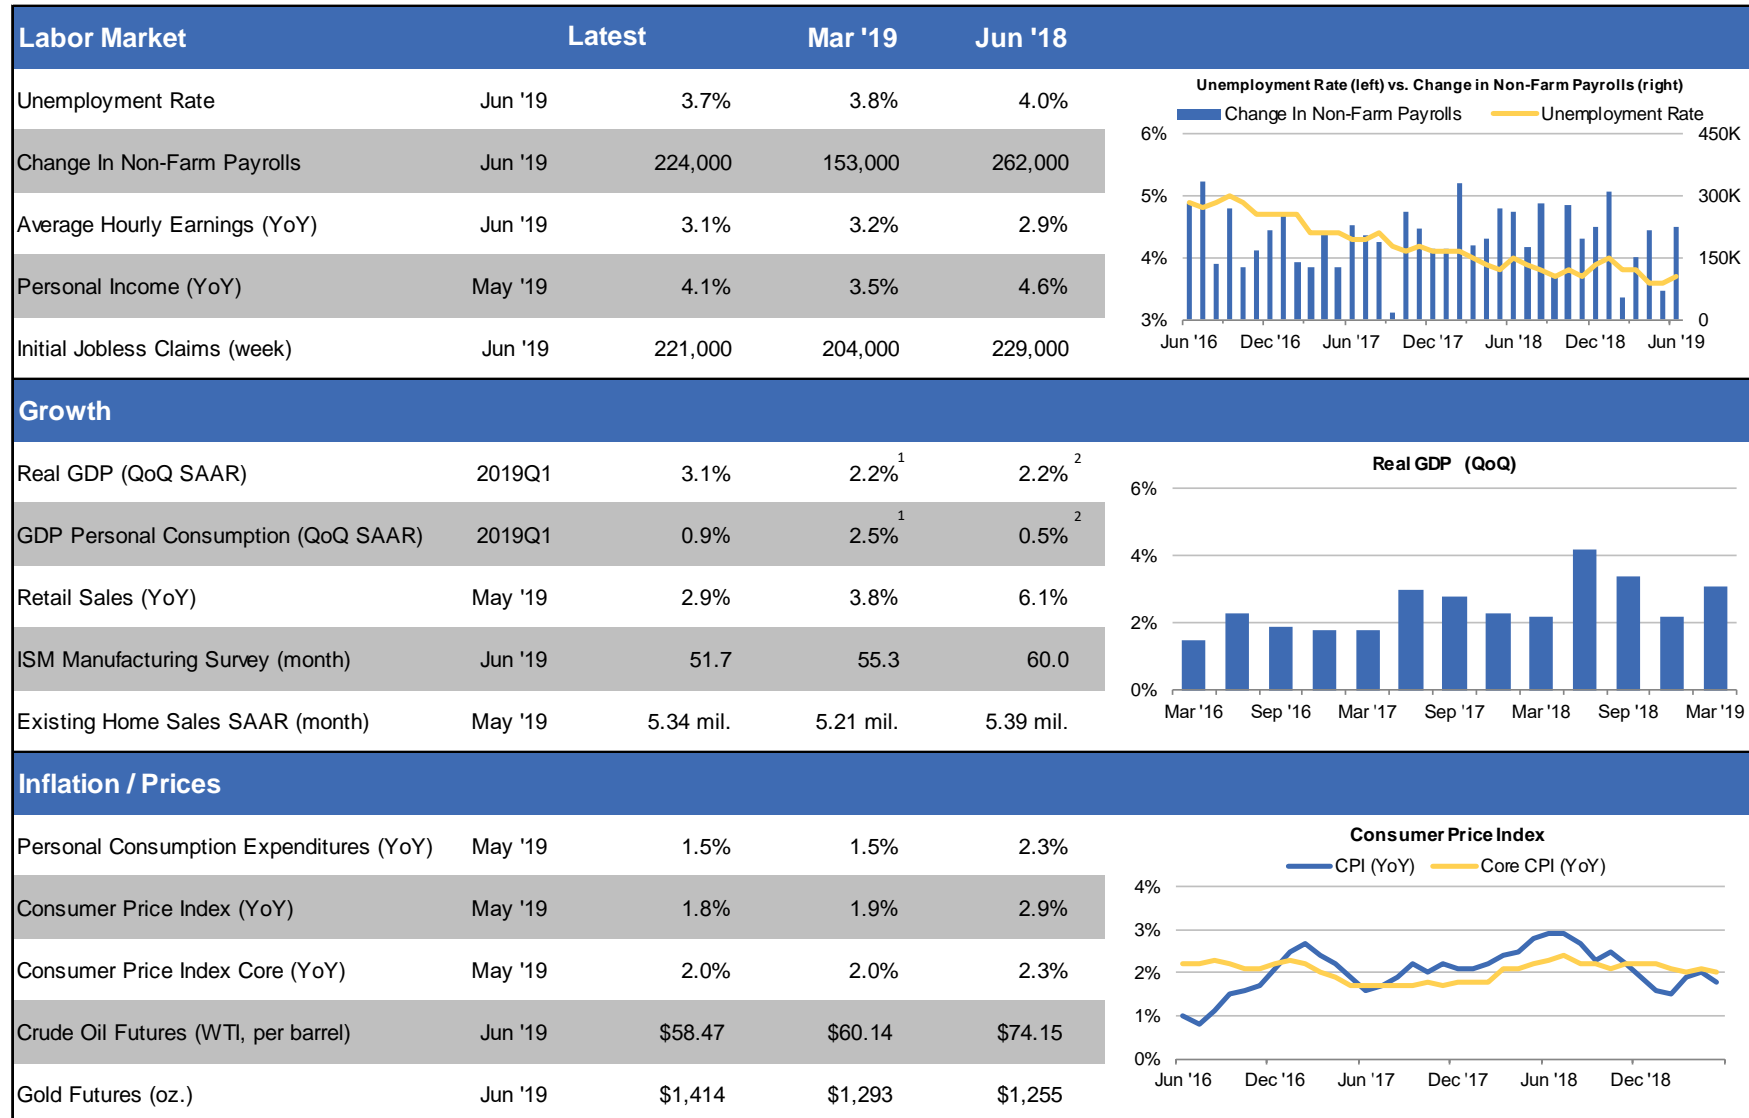 Labor Market Latest Mar '19 Jun '18
Unemployment Rate Jun '19 3.7% 3.8% 4.0%
Change In Non-Farm Payrolls Jun '19 224,000 153,000 262,000
Average Hourly Earnings (YoY) Jun '19 3.1% 3.2% 2.9%
Personal Income (YoY) May '19 4.1% 3.5% 4.6%
Initial Jobless Claims (week) Jun '19 221,000 204,000 229,000
Unemployment Rate (left) vs. Change in Non-Farm Payrolls (right)
Change In Non-Farm Payrolls Unemployment Rate
6% 450K
5% 300K
4% 150K
3% 0
Jun '16 Dec '16 Jun '17 Dec '17 Jun '18 Dec '18 Jun '19
Growth
Real GDP (QoQ SAAR) 2019Q1 3.1% 2.2% 1 2.2% 2
GDP Personal Consumption (QoQ SAAR) 2019Q1 0.9% 2.5% 1 0.5% 2
Retail Sales (YoY) May '19 2.9% 3.8% 6.1%
ISM Manufacturing Survey (month) Jun '19 51.7 55.3 60.0
Existing Home Sales SAAR (month) May '19 5.34 mil. 5.21 mil. 5.39 mil.
Real GDP (QoQ)
6%
4%
2%
0%
Mar '16 Sep '16 Mar '17 Sep '17 Mar '18 Sep '18 Mar '19
Inflation / Prices
Personal Consumption Expenditures (YoY) May '19 1.5% 1.5% 2.3%
Consumer Price Index (YoY) May '19 1.8% 1.9% 2.9%
Consumer Price Index Core (YoY) May '19 2.0% 2.0% 2.3%
Crude Oil Futures (WTI, per barrel) Jun '19 $58.47 $60.14 $74.15
Gold Futures (oz.) Jun '19 $1,414 $1,293 $1,255
Consumer Price Index
CPI (YoY) Core CPI (YoY)
4%
3%
2%
1%
0%
Jun '16 Dec '16 Jun '17 Dec '17 Jun '18 Dec '18